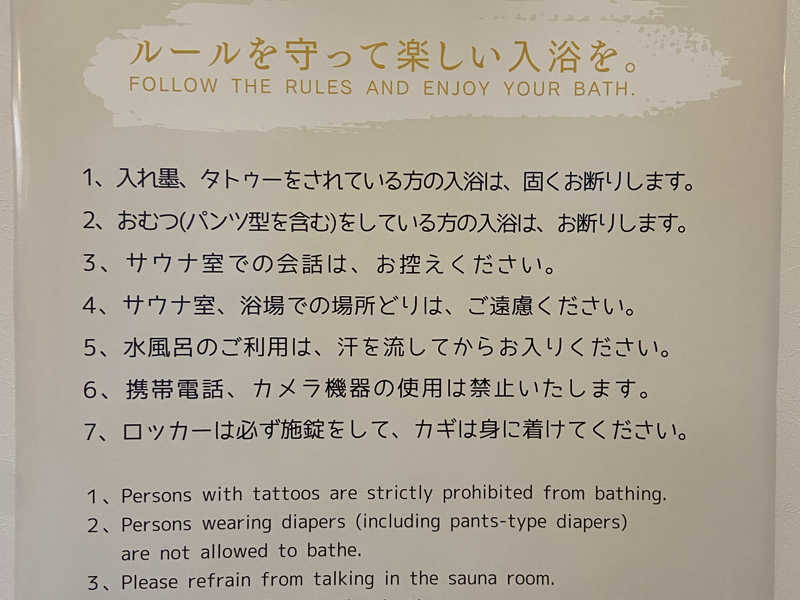 ルールを守って楽しい入浴を。
FOLLOW THE RULES AND ENJOY YOUR BATH.
1、入れ墨、タトゥーをされている方の入浴は、固くお断りします。
2、おむつ(パンツ型を含む)をしている方の入浴は、お断りします。
3、サウナ室での会話は、お控えください。
4、サウナ室、浴場での場所どりは、ご遠慮ください。
5、水風呂のご利用は、汗を流してからお入りください。
6、携帯電話、カメラ機器の使用は禁止いたします。
7、ロッカーは必ず施錠をして、カギは身に着けてください。
1、Persons with tattoos are strictly prohibited from bathing.
2、Persons wearing diapers (including pants-type diapers)
are not allowed to bathe.
3、Please refrain from talking in the sauna room.